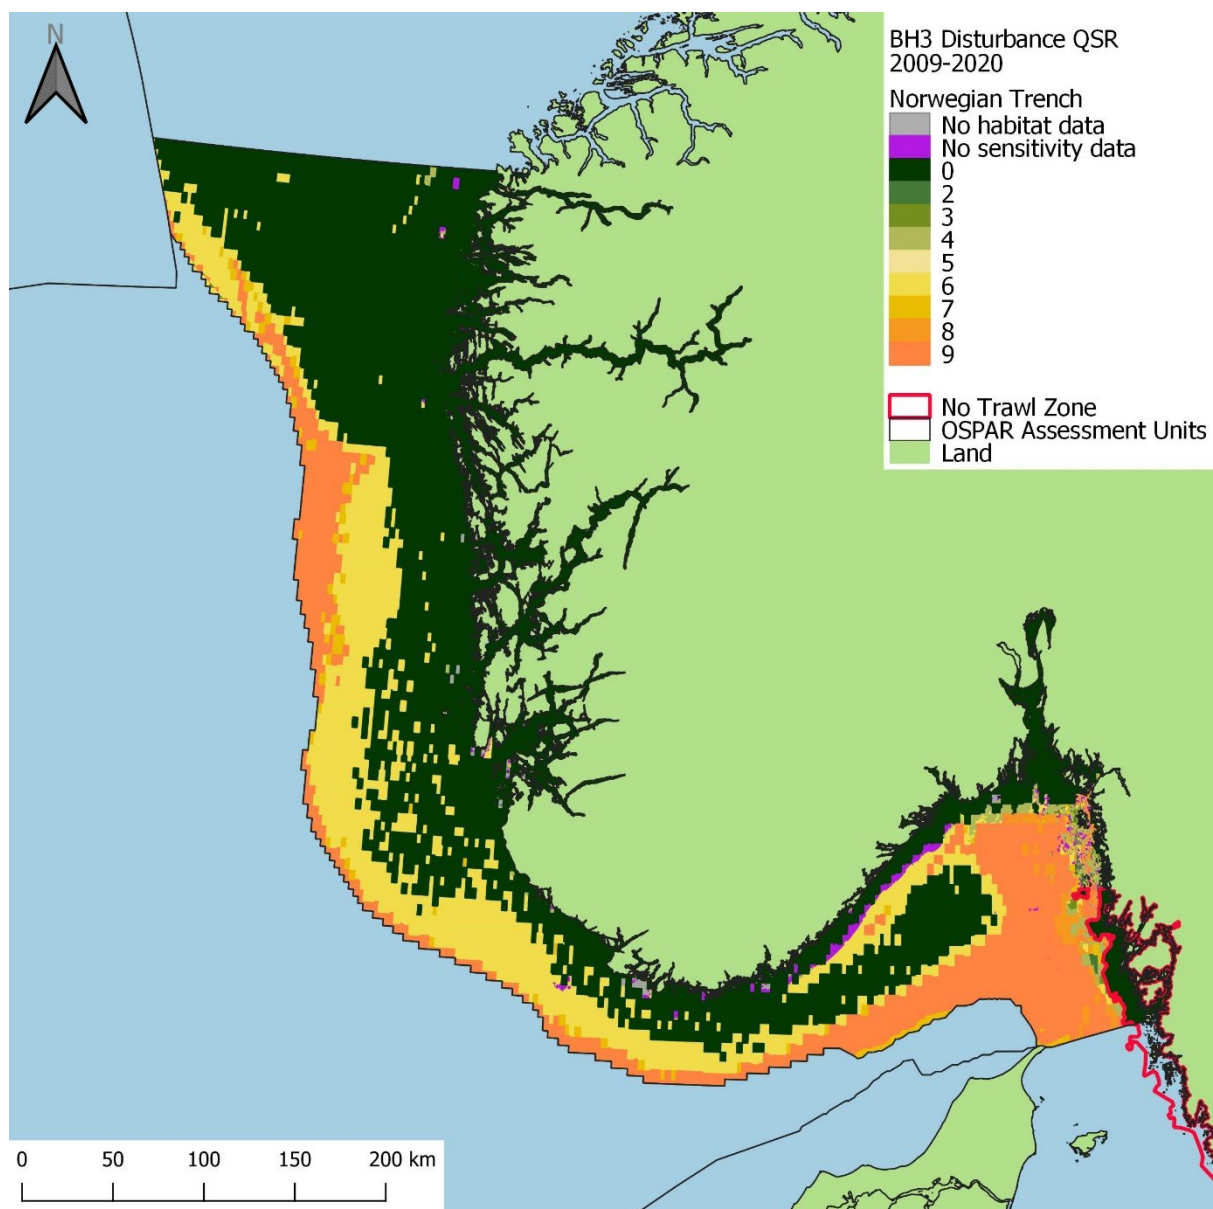 N
BH3 Disturbance QSR
2009-2020
Norwegian Trench
No habitat data
No sensitivity data
0
2
3
4
5
6
7
8
9
No Trawl Zone
OSPAR Assessment Units
Land
0 50 100 150 200 km